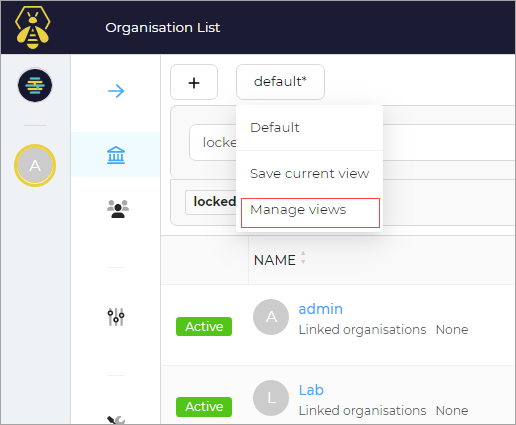 Organisation List
+ default*
Default
locke
Save current view
locked
Manage views
NAME
A
A admin
Active Linked organisations None
L Lab
Active Linked organisations None